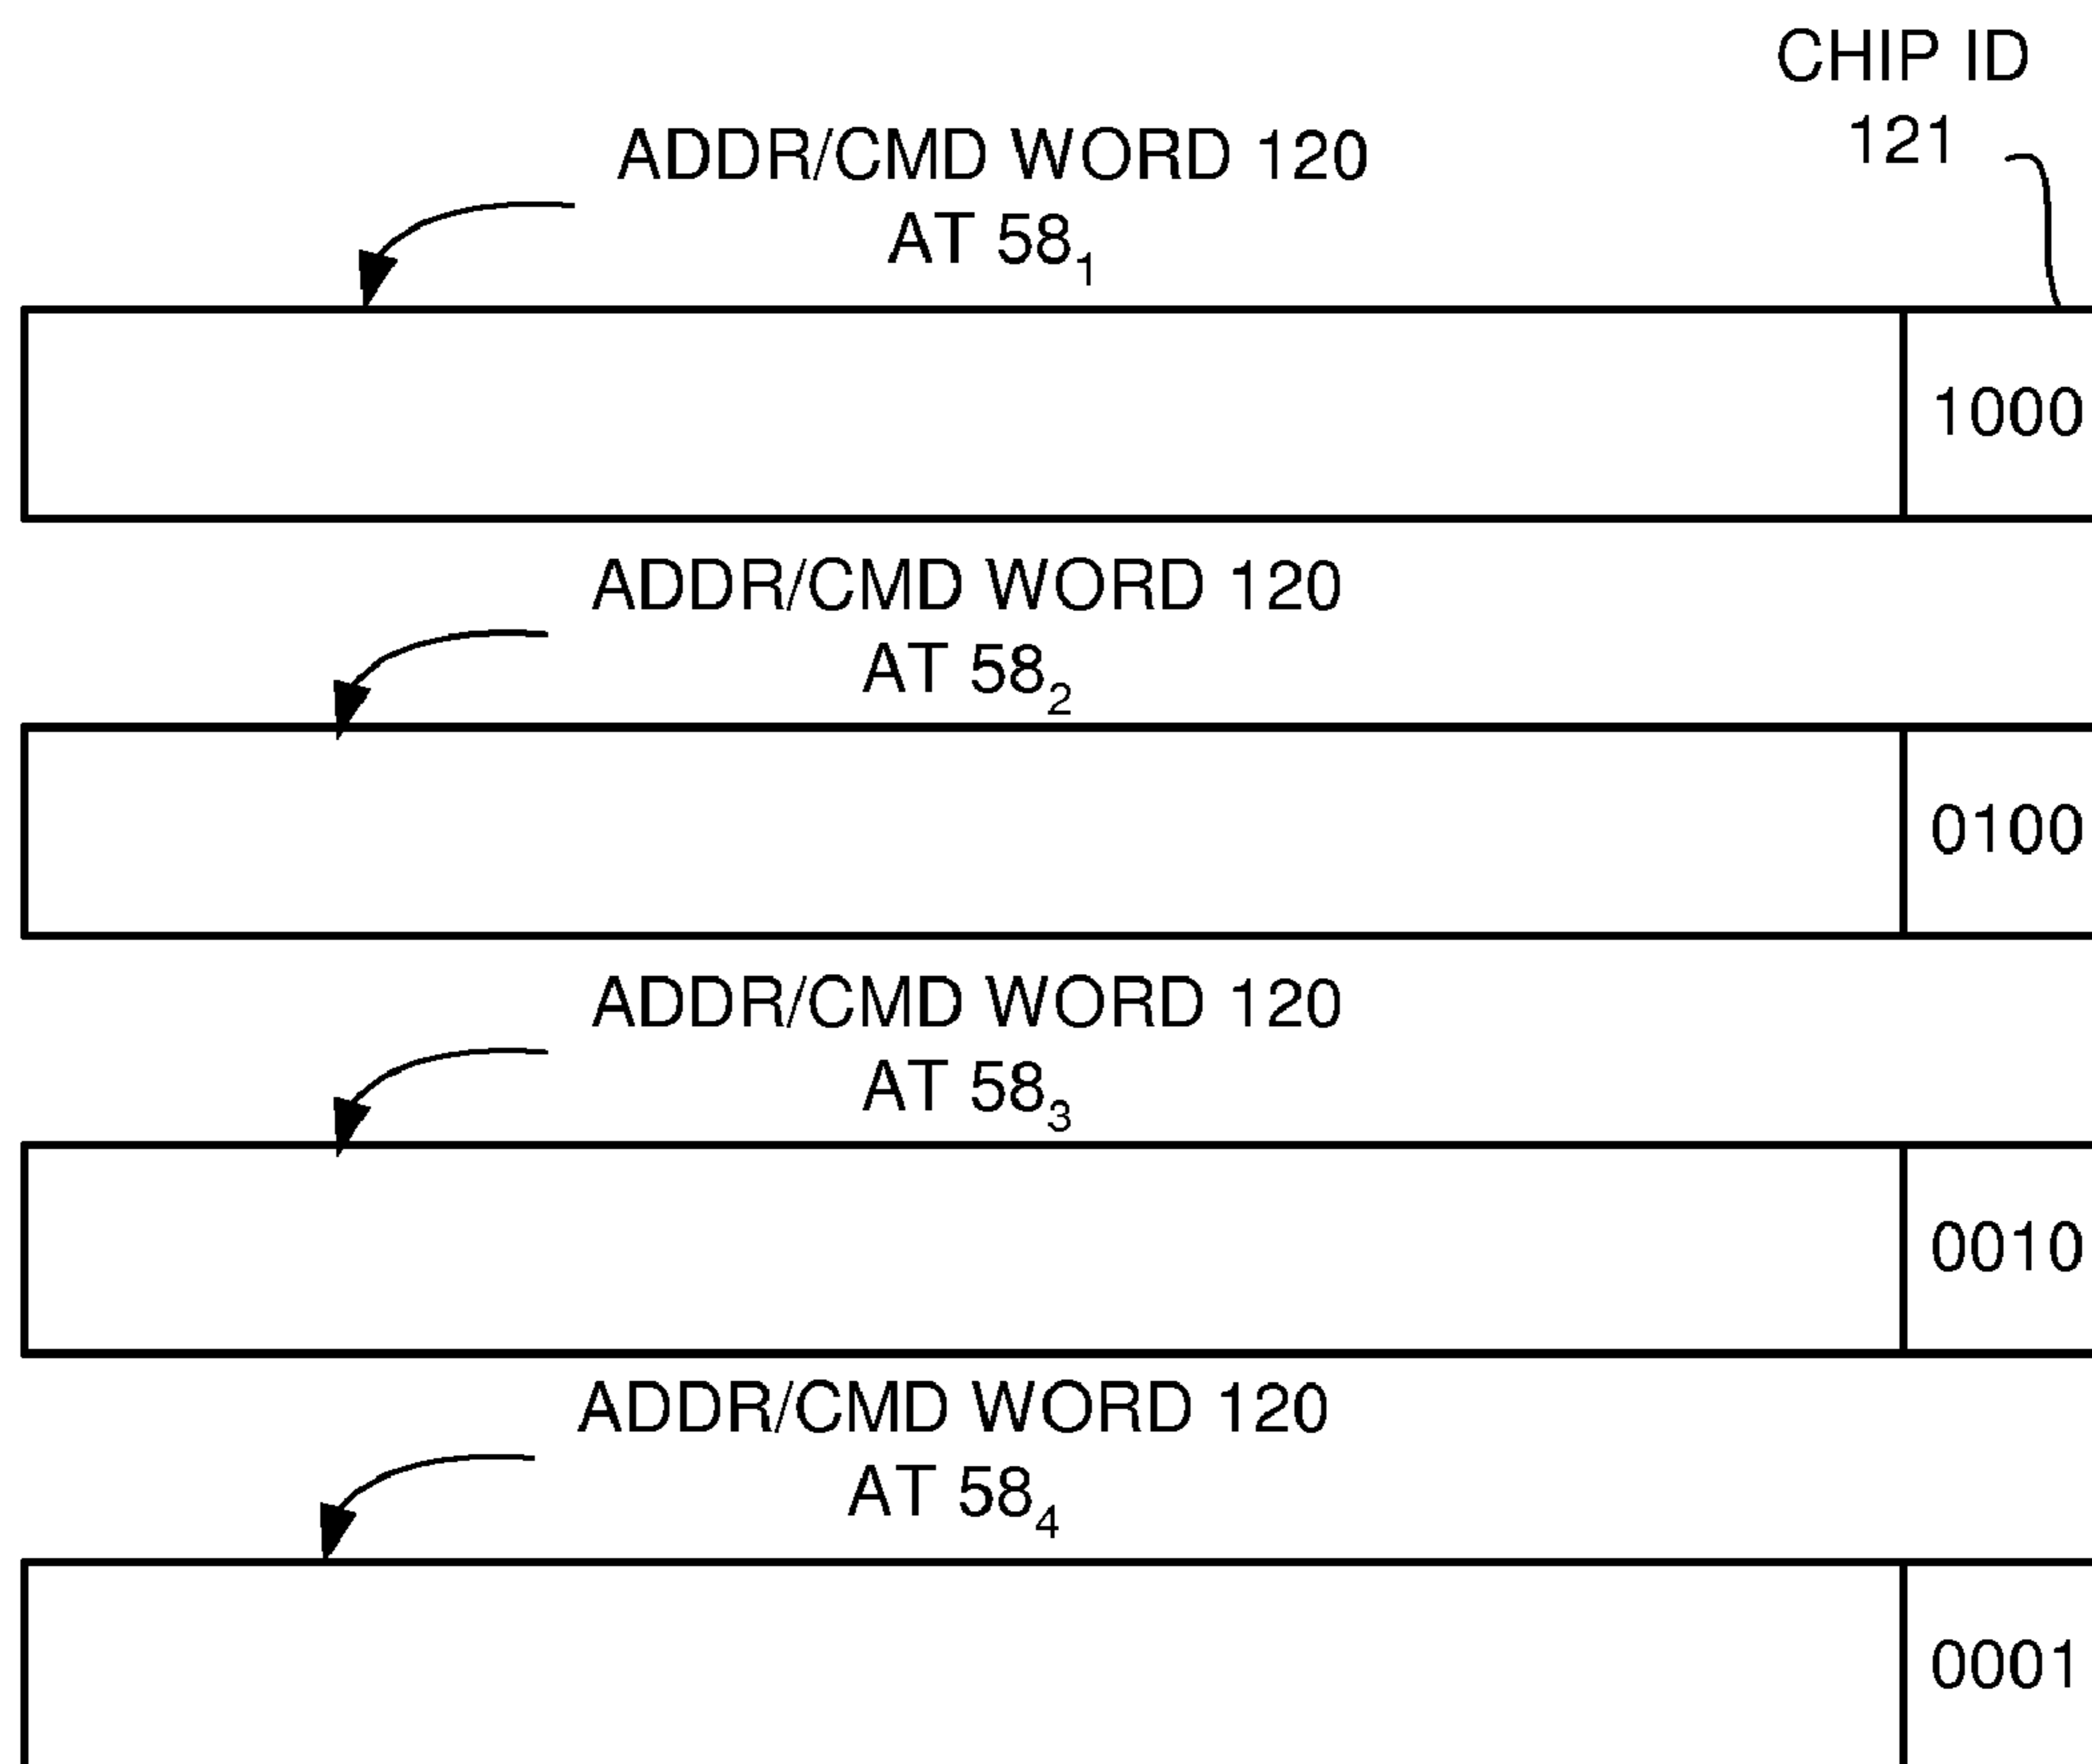 CHIP ID
121
ADDR/CMD WORD 120
AT 58₁
1000
ADDR/CMD WORD 120
AT 58₂
0100
ADDR/CMD WORD 120
AT 58₃
0010
ADDR/CMD WORD 120
AT 58₄
0001